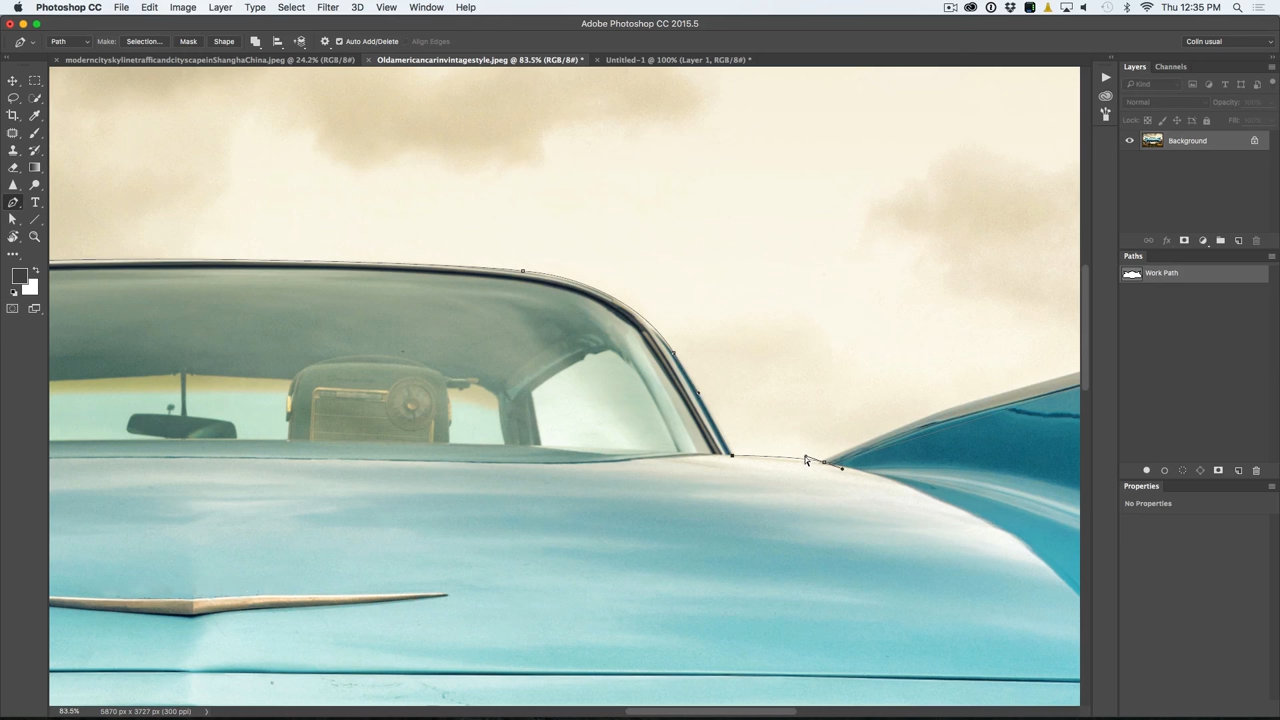 Photoshop CC File Edit Image Layer Type Select Filter 3D View Window Help Thu 12:35 PM
Adobe Photoshop CC 2015.5
Path Make: Selection... Mask Shape Auto Add/Delete Align Edges Colin usual
moderncityskylinetrafficandcityscapeinShanghaChina.jpeg @ 24.2% (RGB/8#) Oldamericancarinvintagestyle.jpeg @ 83.5% (RGB/8#) * Untitled-1 @ 100% (Layer 1, RGB/8#) *
Layers Channels
Kind
Normal Opacity: 100%
Lock: Fill: 100%
Background
Paths
Work Path
Properties
No Properties
83.5% 5870 px x 3727 px (300 ppi)